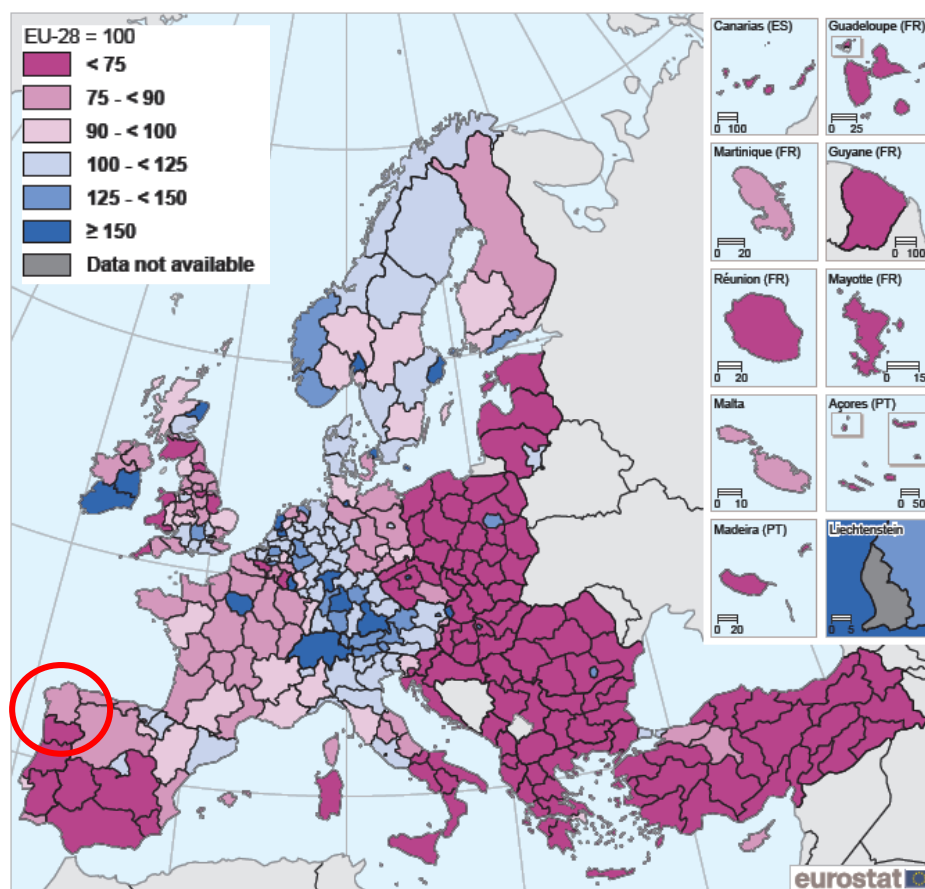 EU-28 = 100
< 75
75 - < 90
90 - < 100
100 - < 125
125 - < 150
≥ 150
Data not available
Canarias (ES)
0 100
Guadeloupe (FR)
0 25
Martinique (FR)
0 20
Guyane (FR)
0 100
Réunion (FR)
0 20
Mayotte (FR)
0 15
Malta
0 10
Açores (PT)
0 50
Madeira (PT)
0 20
Liechtenstein
0 5
eurostat